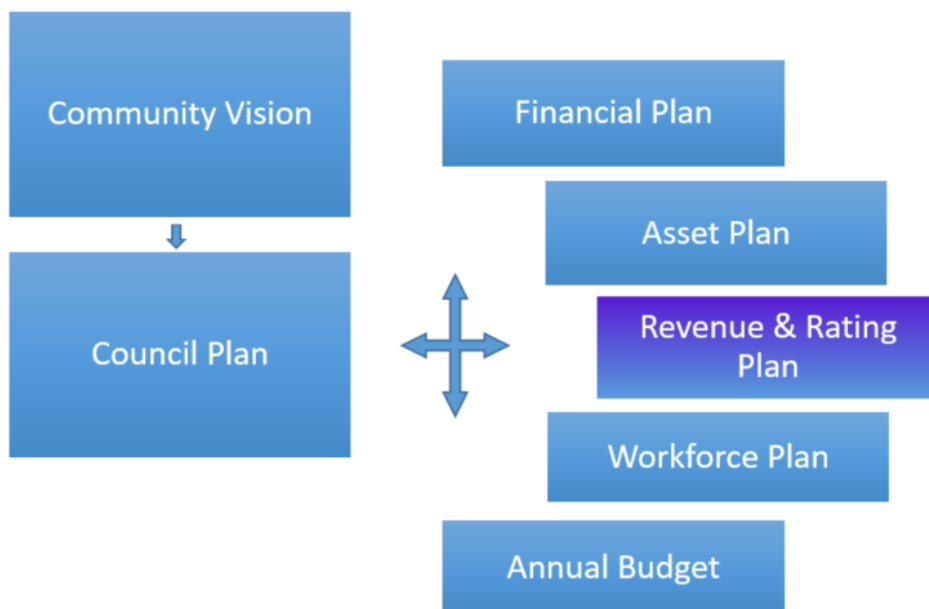 Community Vision
Council Plan
Financial Plan
Asset Plan
Revenue & Rating
Plan
Workforce Plan
Annual Budget